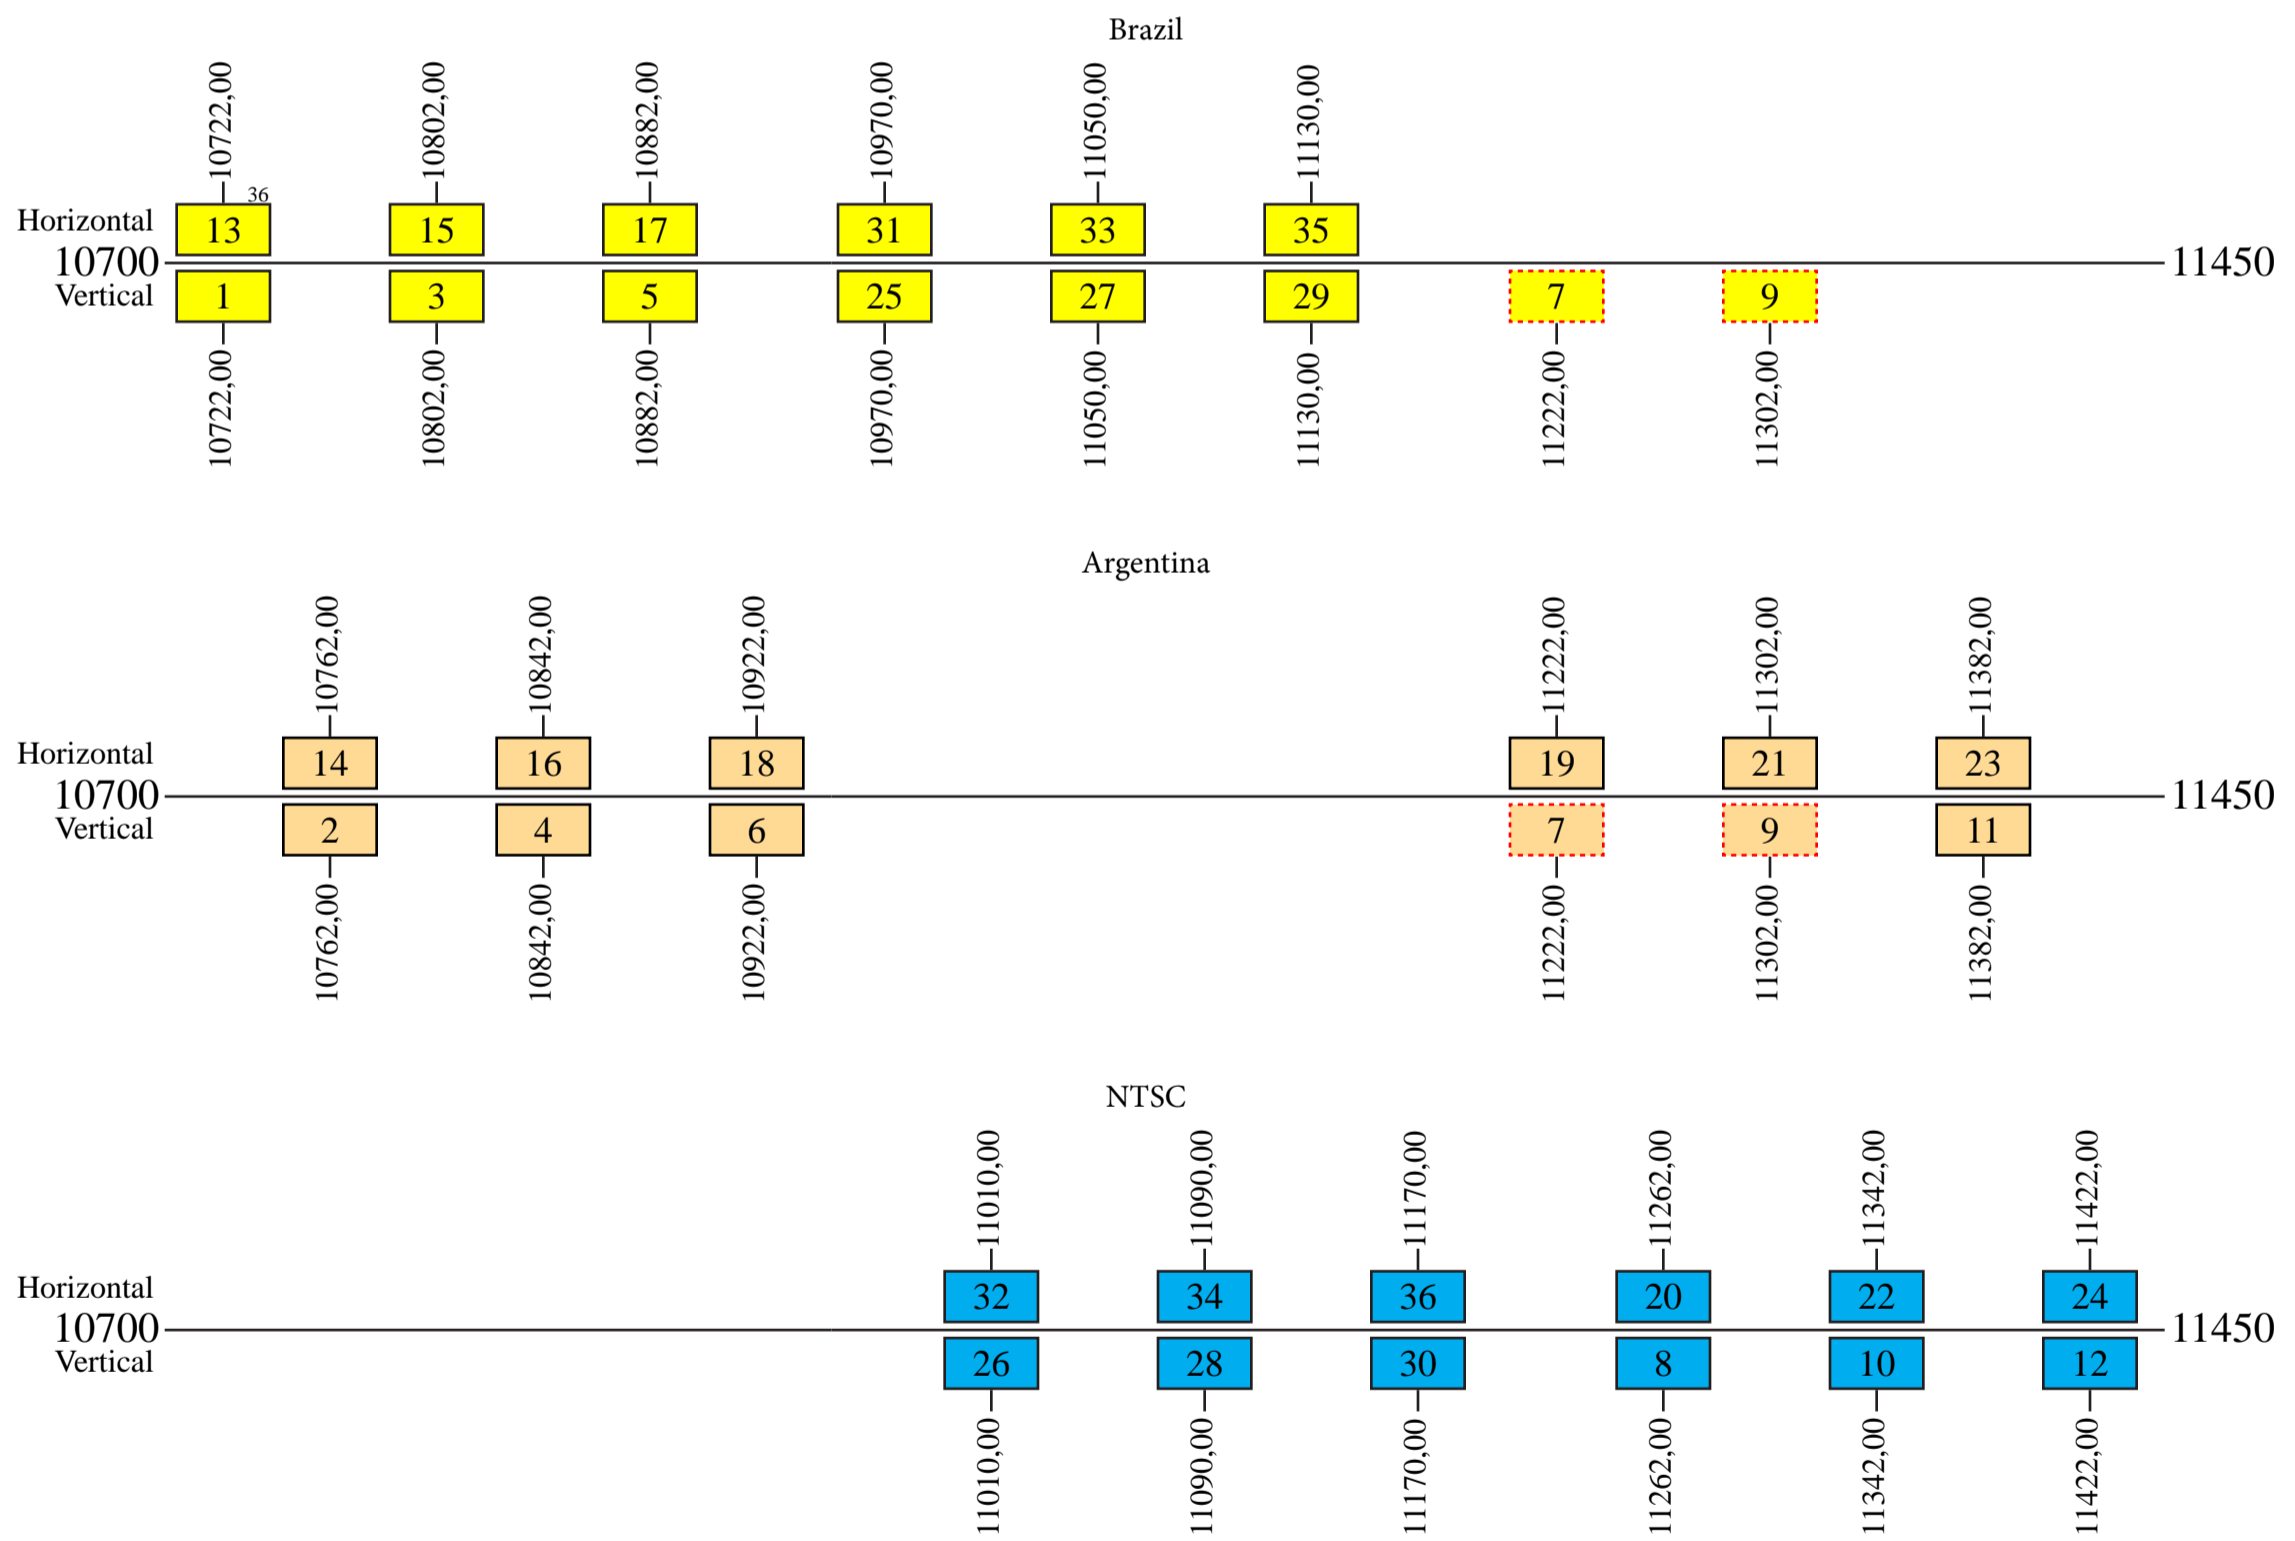 Brazil
10722,00 10802,00 10882,00 10970,00 11050,00 11130,00
36
Horizontal 13 15 17 31 33 35
10700 11450
Vertical 1 3 5 25 27 29 7 9
10722,00 10802,00 10882,00 10970,00 11050,00 11130,00 11222,00 11302,00
Argentina
10762,00 10842,00 10922,00 11222,00 11302,00 11382,00
Horizontal 14 16 18 19 21 23
10700 11450
Vertical 2 4 6 7 9 11
10762,00 10842,00 10922,00 11222,00 11302,00 11382,00
NTSC
11010,00 11090,00 11170,00 11262,00 11342,00 11422,00
Horizontal 32 34 36 20 22 24
10700 11450
Vertical 26 28 30 8 10 12
11010,00 11090,00 11170,00 11262,00 11342,00 11422,00